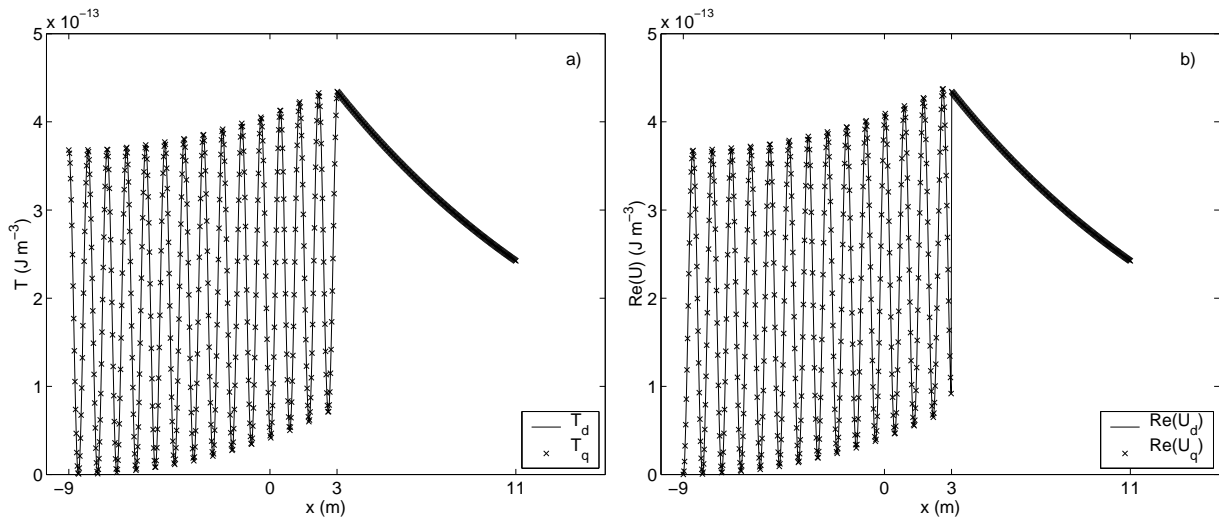 x 10⁻¹³
5
4
3
2
1
0
T (J m⁻³)
a)
T_d
T_q
−9 0 3 11
x (m)
x 10⁻¹³
5
4
3
2
1
0
Re(U) (J m⁻³)
b)
Re(U_d)
Re(U_q)
−9 0 3 11
x (m)